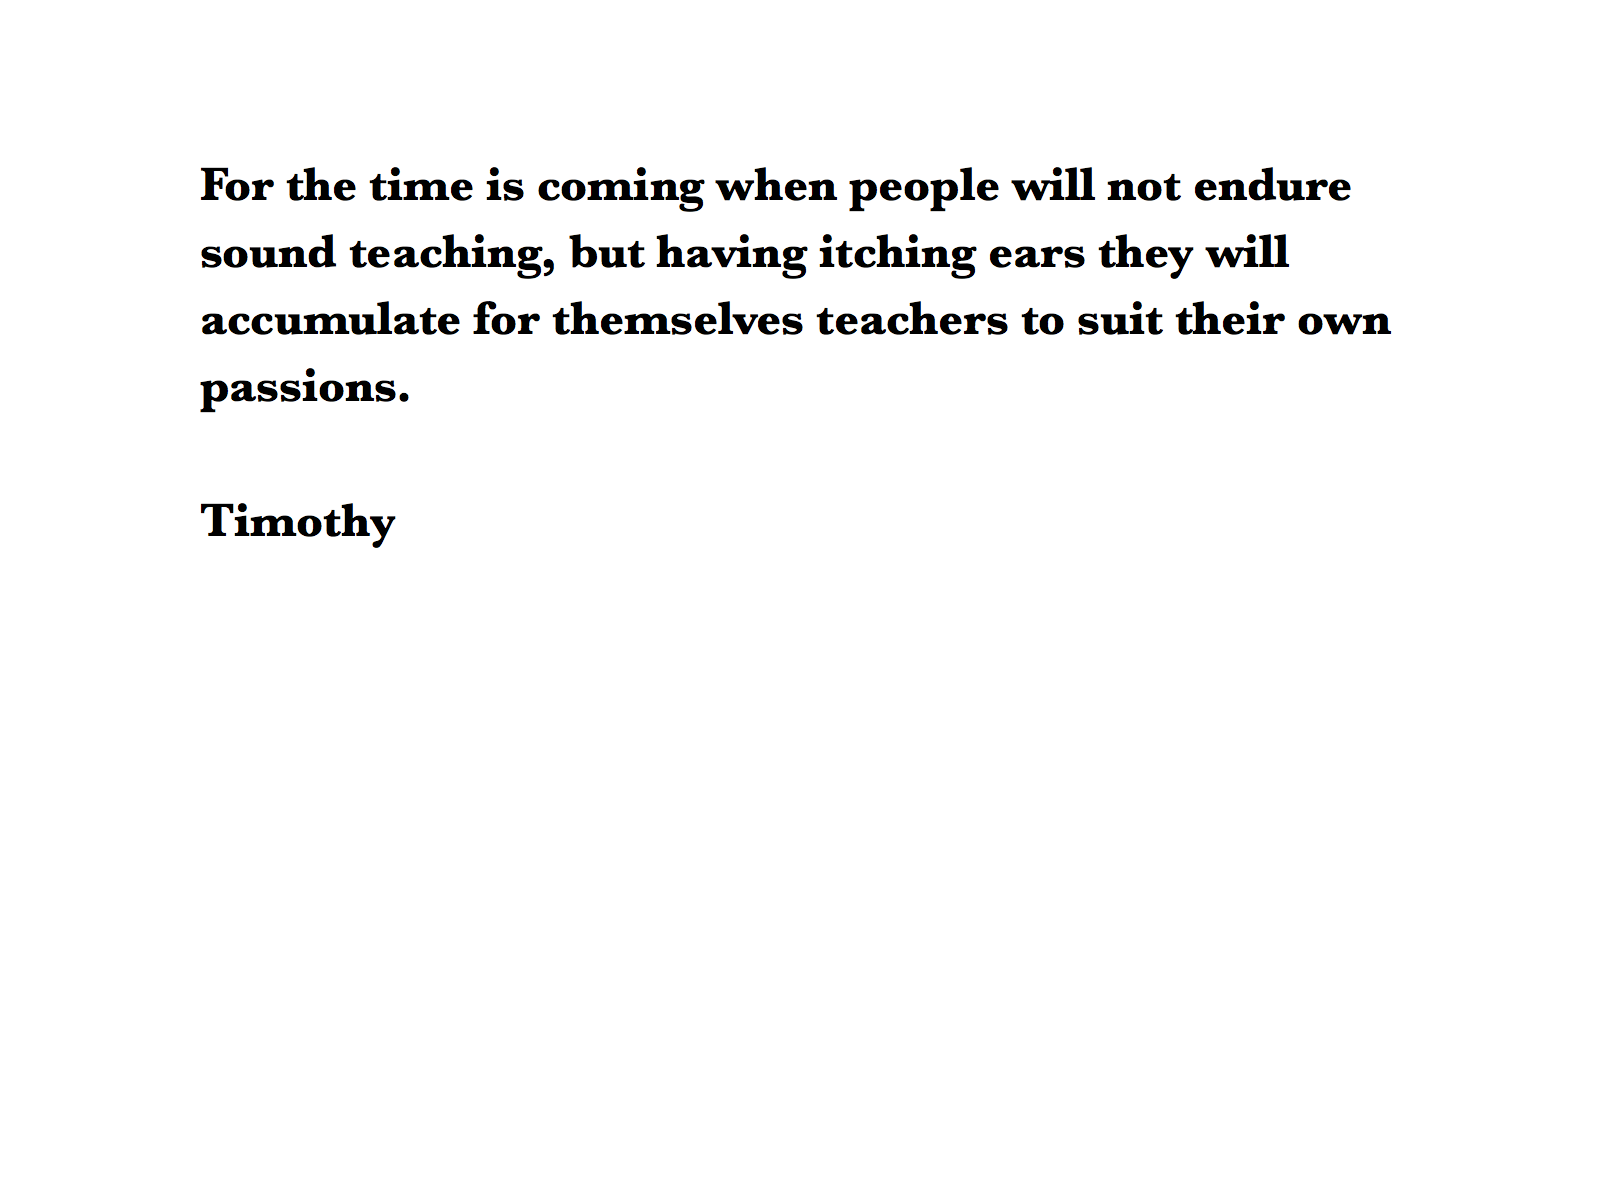 For the time is coming when people will not endure
sound teaching, but having itching ears they will
accumulate for themselves teachers to suit their own
passions.
Timothy